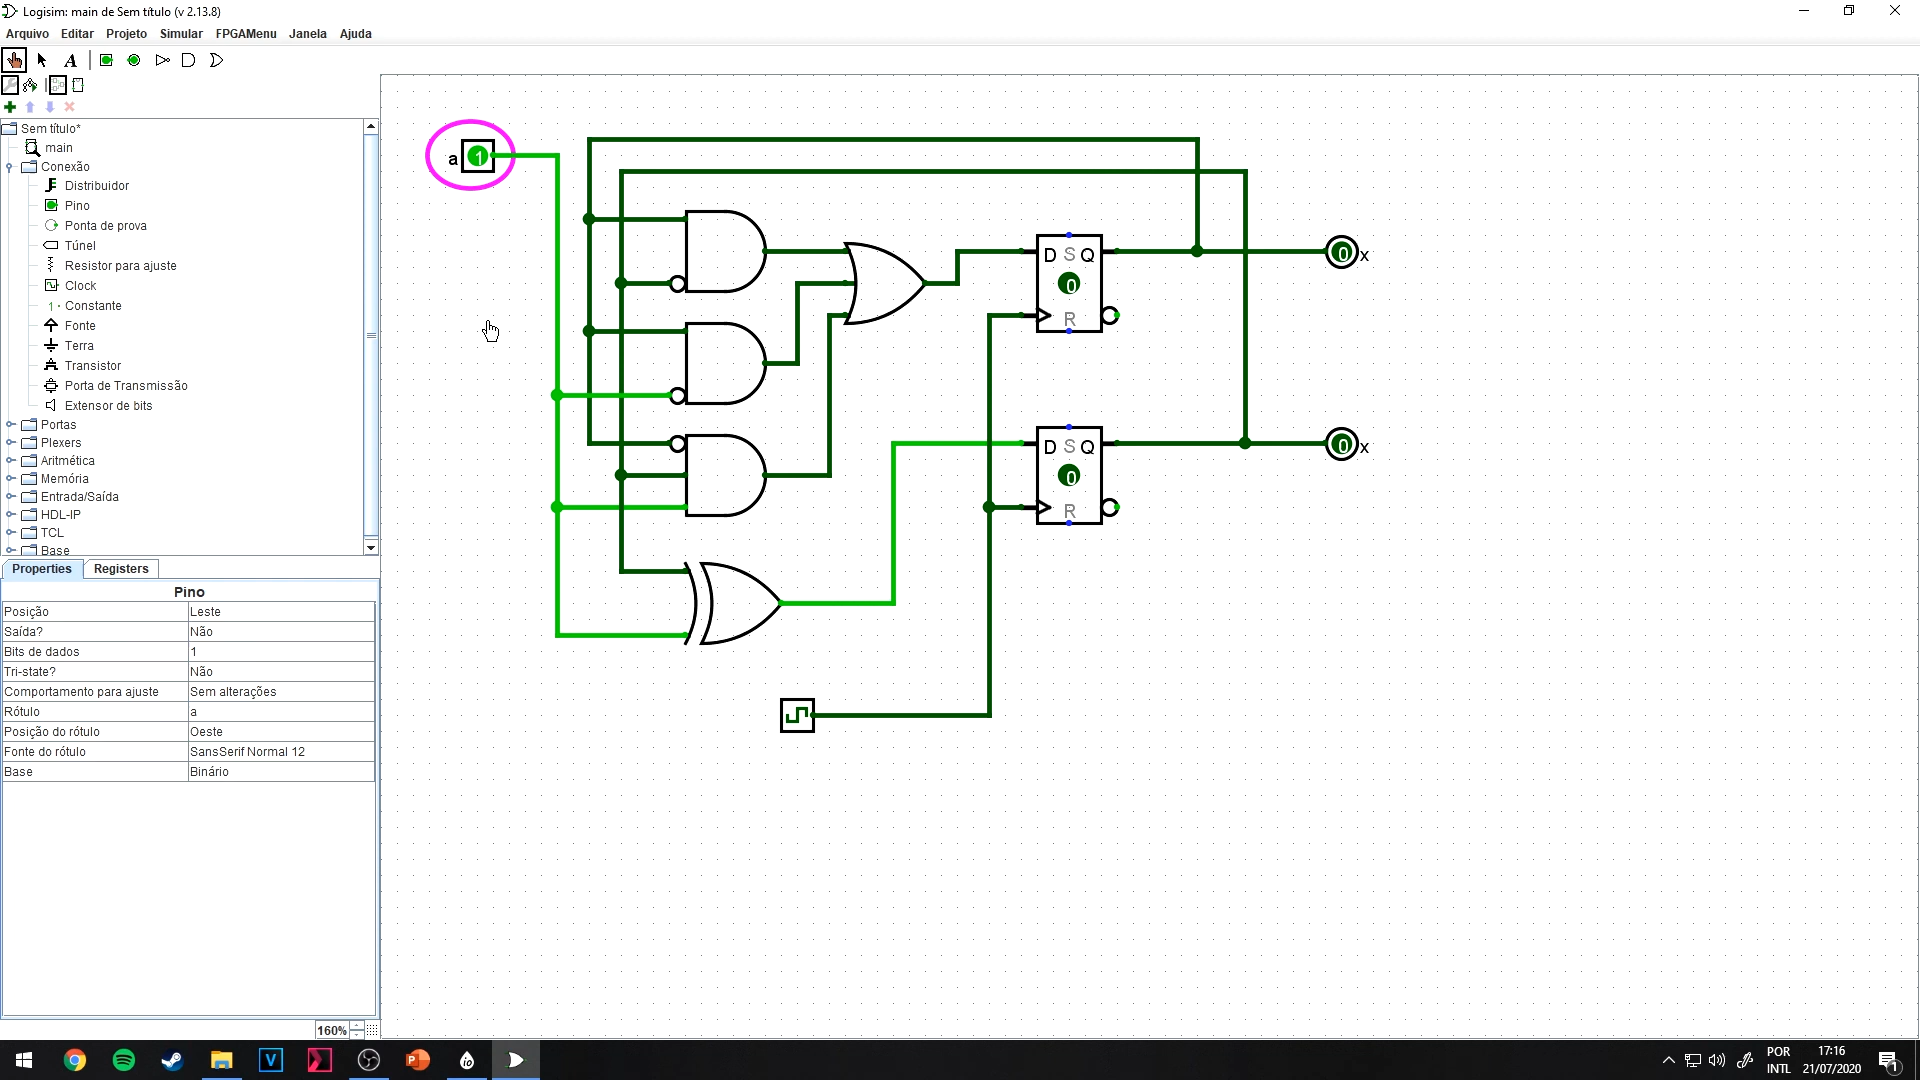 Logisim: main de Sem título (v 2.13.8)
Arquivo Editar Projeto Simular FPGAMenu Janela Ajuda
A
Sem título*
main
Conexão
Distribuidor
Pino
Ponta de prova
Túnel
Resistor para ajuste
Clock
1 Constante
Fonte
Terra
Transistor
Porta de Transmissão
Extensor de bits
Portas
Plexers
Aritmética
Memória
Entrada/Saída
HDL-IP
TCL
Base
Properties Registers
Pino
Posição Leste
Saída? Não
Bits de dados 1
Tri-state? Não
Comportamento para ajuste Sem alterações
Rótulo a
Posição do rótulo Oeste
Fonte do rótulo SansSerif Normal 12
Base Binário
160%
a 1
D S Q
0
R
0 x
D S Q
0
R
0 x
POR
INTL
17:16
21/07/2020
1